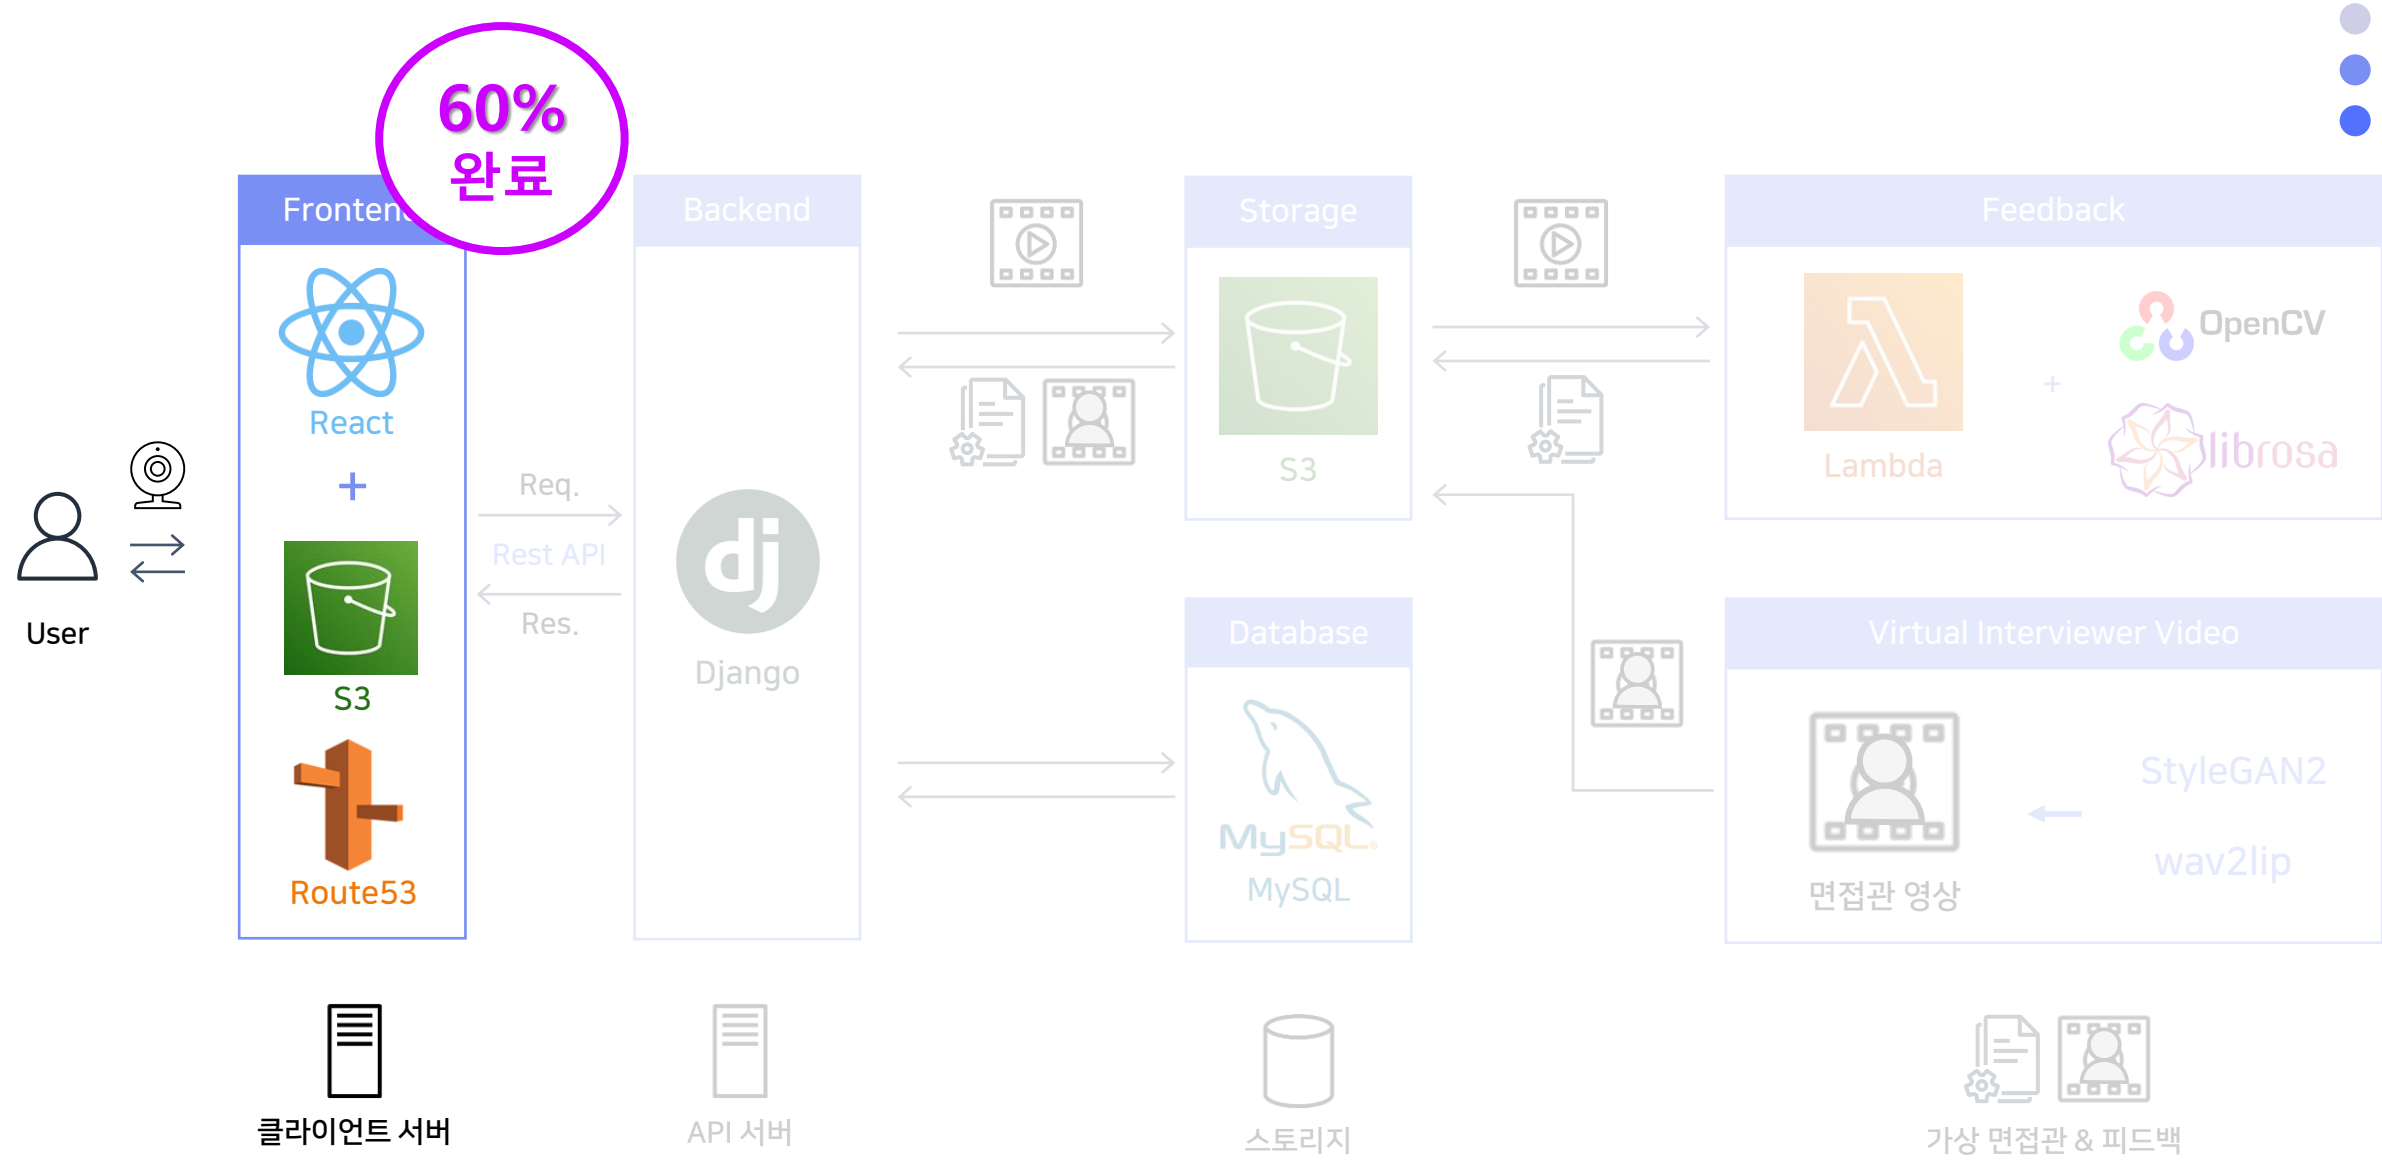 60%
완료
Frontend
React
+
S3
Route53
User
클라이언트 서버
Req.
Rest API
Res.
Backend
dj
Django
API 서버
Storage
S3
Database
MySQL®
MySQL
스토리지
Feedback
Lambda
+
OpenCV
librosa
Virtual Interviewer Video
면접관 영상
StyleGAN2
wav2lip
가상 면접관 & 피드백